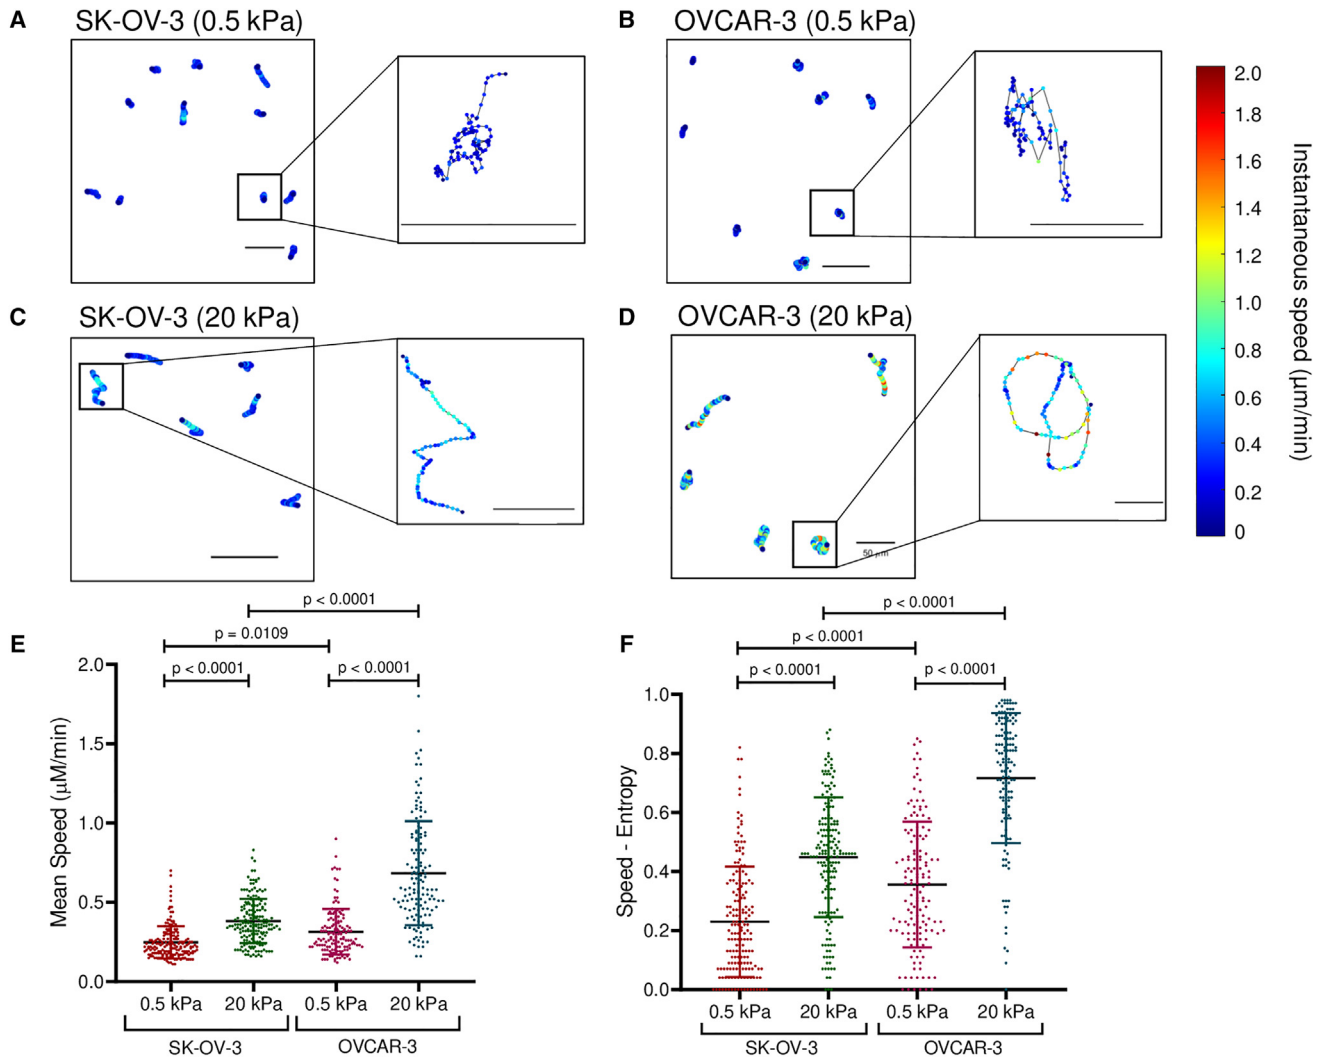 A
SK-OV-3 (0.5 kPa)
B
OVCAR-3 (0.5 kPa)
2.0
1.8
1.6
1.4
1.2
1.0
0.8
0.6
0.4
0.2
0
Instantaneous speed (µm/min)
C
SK-OV-3 (20 kPa)
D
OVCAR-3 (20 kPa)
50 µm
E
p < 0.0001
p = 0.0109
p < 0.0001
p < 0.0001
2.0
1.5
1.0
0.5
0.0
Mean Speed (µM/min)
0.5 kPa
20 kPa
0.5 kPa
20 kPa
SK-OV-3
OVCAR-3
F
p < 0.0001
p < 0.0001
p < 0.0001
p < 0.0001
1.0
0.8
0.6
0.4
0.2
0.0
Speed - Entropy
0.5 kPa
20 kPa
0.5 kPa
20 kPa
SK-OV-3
OVCAR-3